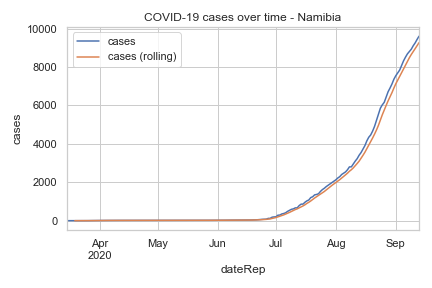 COVID-19 cases over time - Namibia
cases
cases (rolling)
10000
8000
6000
4000
2000
0
cases
Apr May Jun Jul Aug Sep
2020
dateRep